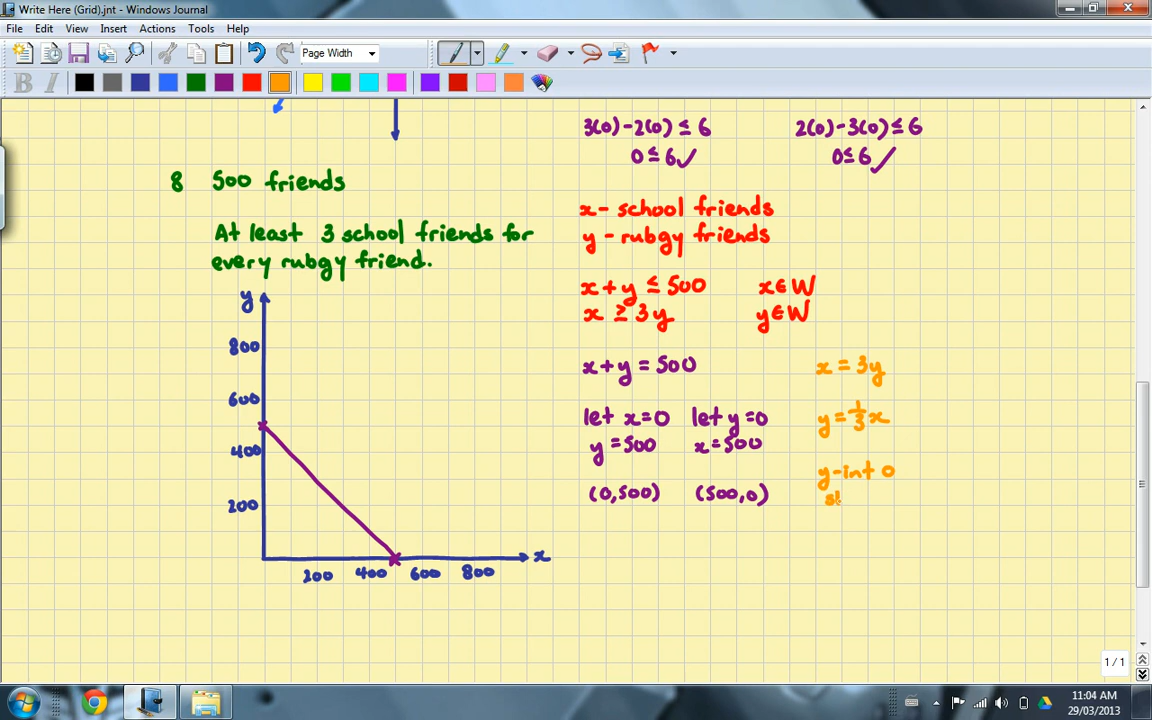 Write Here (Grid).jnt - Windows Journal
File Edit View Insert Actions Tools Help
Page Width
B I
3(0)-2(0) ≤ 6
2(0)-3(0) ≤ 6
0 ≤ 6 ✓
0≤6 ✓
8 500 friends
At least 3 school friends for
every rubgy friend.
x - school friends
y - rubgy friends
x + y ≤ 500 x∈W
x ≥ 3y y∈W
y
800
600
400
200
200 400 600 800 x
x+y = 500
let x=0 let y=0
y = 500 x=500
(0,500) (500,0)
x = 3y
y = 1/3 x
y-int 0
sl
1 / 1
11:04 AM
29/03/2013